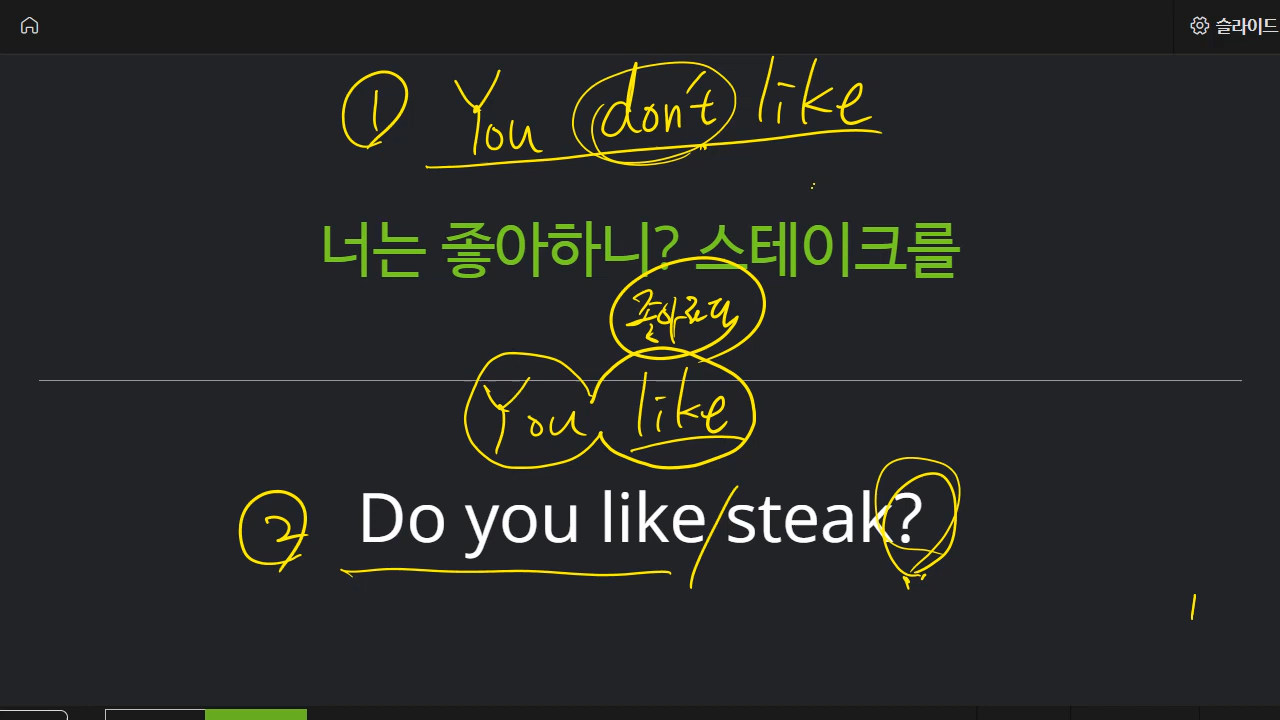 슬라이드
① You don't like
너는 좋아하니? 스테이크를
좋아하다
You like
② Do you like / steak?